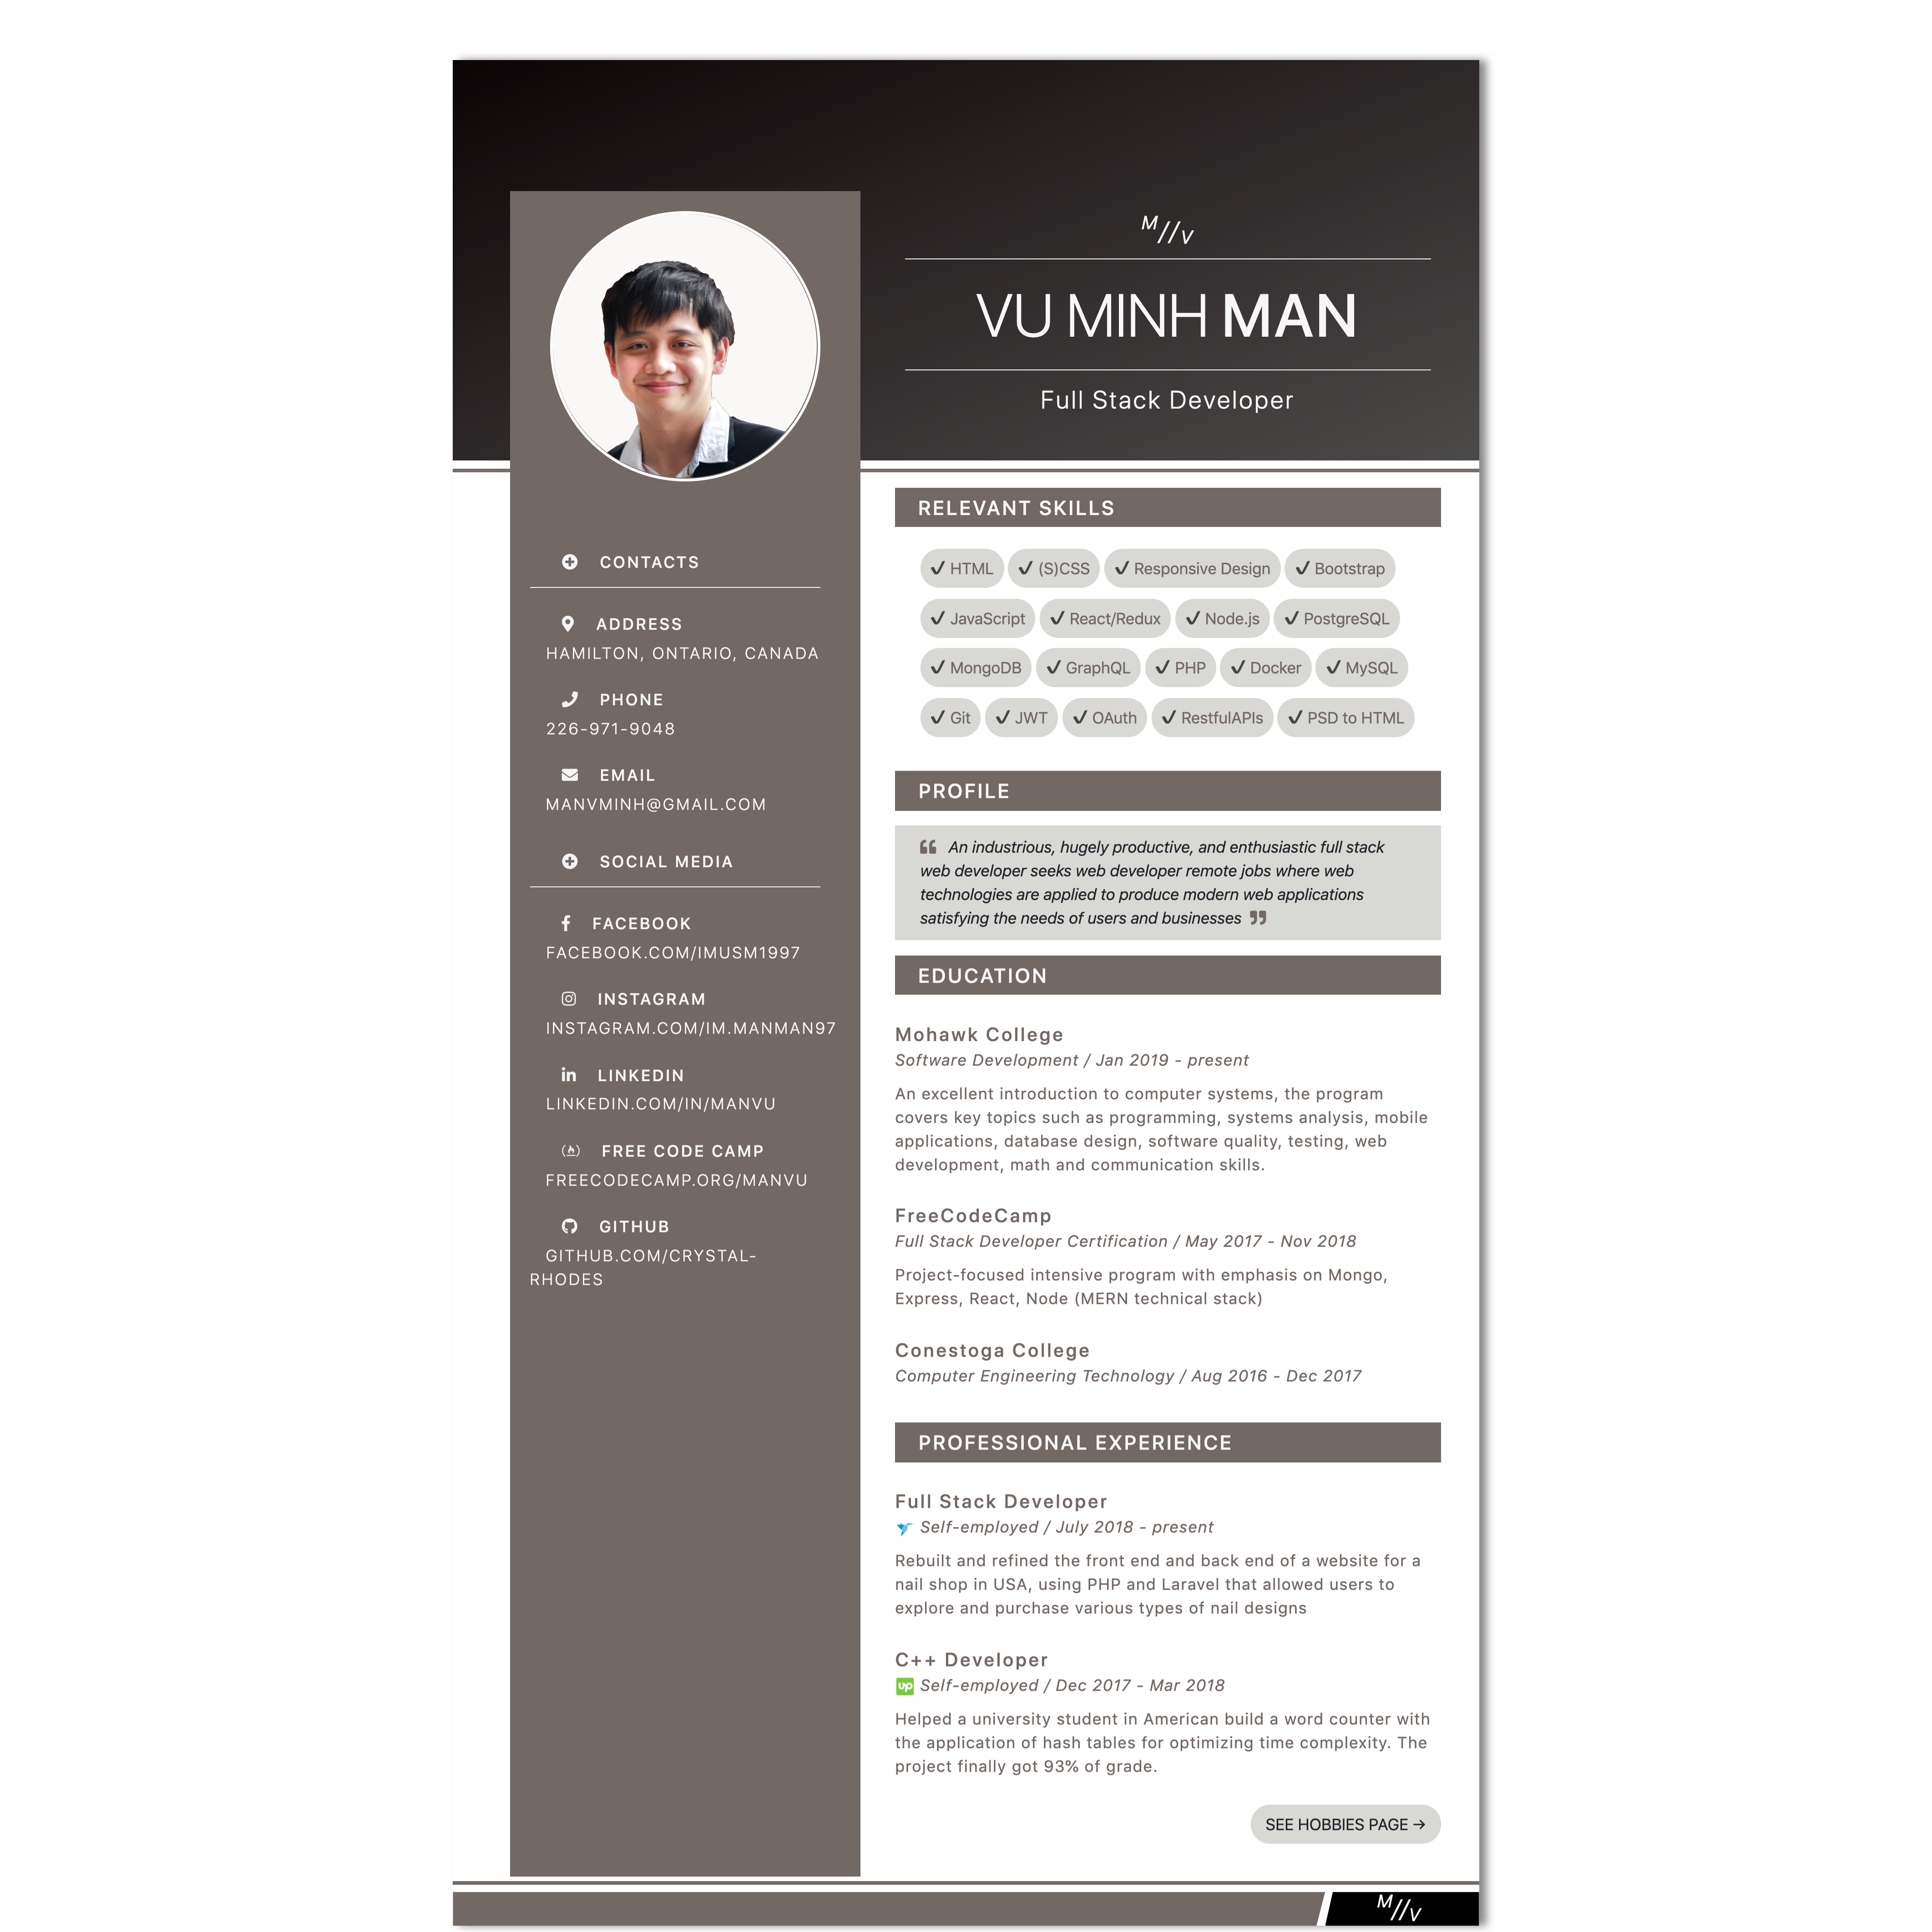 M//V
VU MINH MAN
Full Stack Developer
CONTACTS
ADDRESS
HAMILTON, ONTARIO, CANADA
PHONE
226-971-9048
EMAIL
MANVMINH@GMAIL.COM
SOCIAL MEDIA
FACEBOOK
FACEBOOK.COM/IMUSM1997
INSTAGRAM
INSTAGRAM.COM/IM.MANMAN97
LINKEDIN
LINKEDIN.COM/IN/MANVU
FREE CODE CAMP
FREECODECAMP.ORG/MANVU
GITHUB
GITHUB.COM/CRYSTAL-
RHODES
RELEVANT SKILLS
✔ HTML ✔ (S)CSS ✔ Responsive Design ✔ Bootstrap
✔ JavaScript ✔ React/Redux ✔ Node.js ✔ PostgreSQL
✔ MongoDB ✔ GraphQL ✔ PHP ✔ Docker ✔ MySQL
✔ Git ✔ JWT ✔ OAuth ✔ RestfulAPIs ✔ PSD to HTML
PROFILE
“ An industrious, hugely productive, and enthusiastic full stack
web developer seeks web developer remote jobs where web
technologies are applied to produce modern web applications
satisfying the needs of users and businesses ”
EDUCATION
Mohawk College
Software Development / Jan 2019 - present
An excellent introduction to computer systems, the program
covers key topics such as programming, systems analysis, mobile
applications, database design, software quality, testing, web
development, math and communication skills.
FreeCodeCamp
Full Stack Developer Certification / May 2017 - Nov 2018
Project-focused intensive program with emphasis on Mongo,
Express, React, Node (MERN technical stack)
Conestoga College
Computer Engineering Technology / Aug 2016 - Dec 2017
PROFESSIONAL EXPERIENCE
Full Stack Developer
Self-employed / July 2018 - present
Rebuilt and refined the front end and back end of a website for a
nail shop in USA, using PHP and Laravel that allowed users to
explore and purchase various types of nail designs
C++ Developer
up Self-employed / Dec 2017 - Mar 2018
Helped a university student in American build a word counter with
the application of hash tables for optimizing time complexity. The
project finally got 93% of grade.
SEE HOBBIES PAGE →
M//V